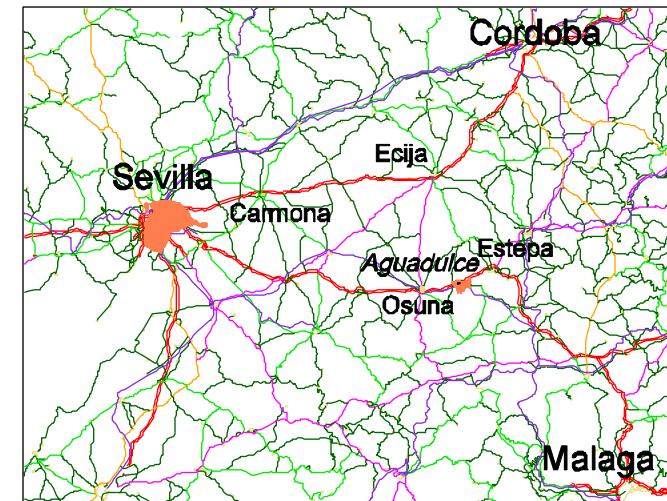 Cordoba
Ecija
Sevilla
Carmona
Estepa
Aguadulce
Osuna
Malaga